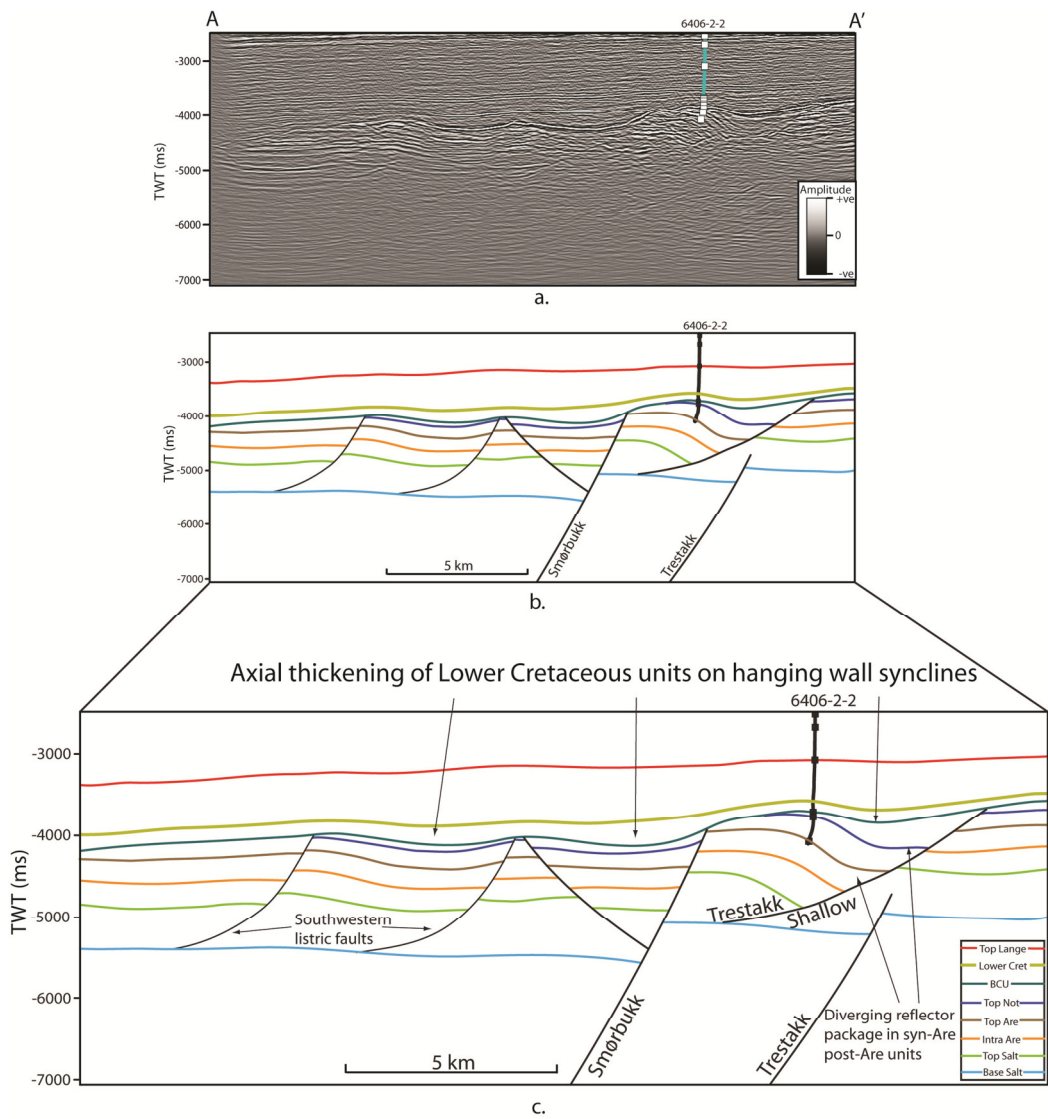 A
A'
6406-2-2
-3000
-4000
-5000
-6000
-7000
TWT (ms)
Amplitude
+ve
0
-ve
a.
6406-2-2
-3000
-4000
-5000
-6000
-7000
TWT (ms)
5 km
Smørbukk
Trestakk
b.
Axial thickening of Lower Cretaceous units on hanging wall synclines
6406-2-2
-3000
-4000
-5000
-6000
-7000
TWT (ms)
Southwestern
listric faults
Trestakk
Shallow
Smørbukk
Trestakk
Diverging reflector
package in syn-Are
post-Are units
5 km
Top Lange
Lower Cret
BCU
Top Not
Top Are
Intra Are
Top Salt
Base Salt
c.